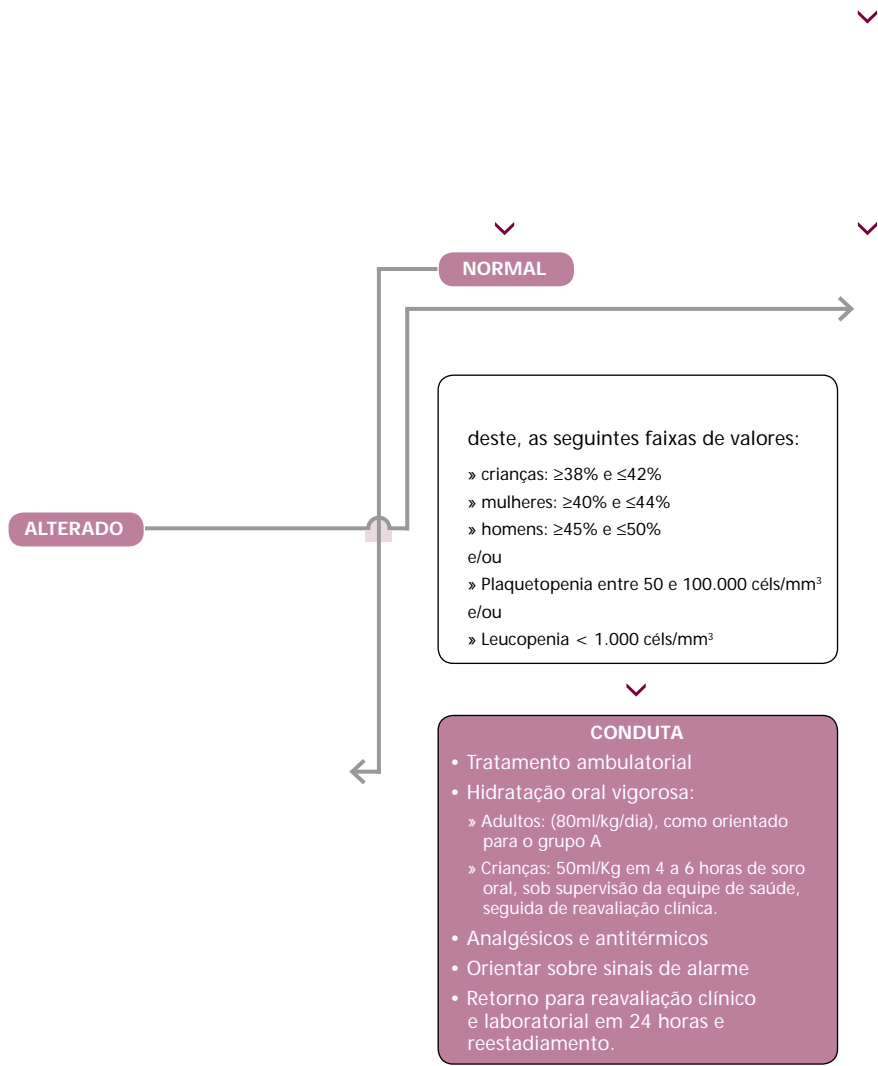 NORMAL
deste, as seguintes faixas de valores:
» crianças: ≥38% e ≤42%
» mulheres: ≥40% e ≤44%
» homens: ≥45% e ≤50%
e/ou
» Plaquetopenia entre 50 e 100.000 céls/mm³
e/ou
» Leucopenia < 1.000 céls/mm³
ALTERADO
CONDUTA
• Tratamento ambulatorial
• Hidratação oral vigorosa:
» Adultos: (80ml/kg/dia), como orientado
para o grupo A
» Crianças: 50ml/Kg em 4 a 6 horas de soro
oral, sob supervisão da equipe de saúde,
seguida de reavaliação clínica.
• Analgésicos e antitérmicos
• Orientar sobre sinais de alarme
• Retorno para reavaliação clínico
e laboratorial em 24 horas e
reestadiamento.